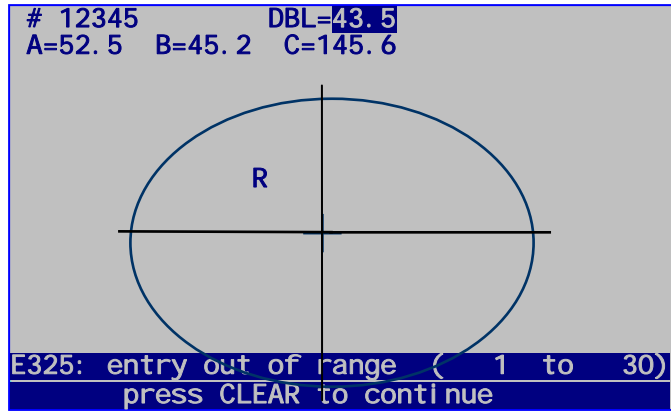 # 12345 DBL=43.5
A=52.5 B=45.2 C=145.6
R
E325: entry out of range ( 1 to 30)
press CLEAR to continue